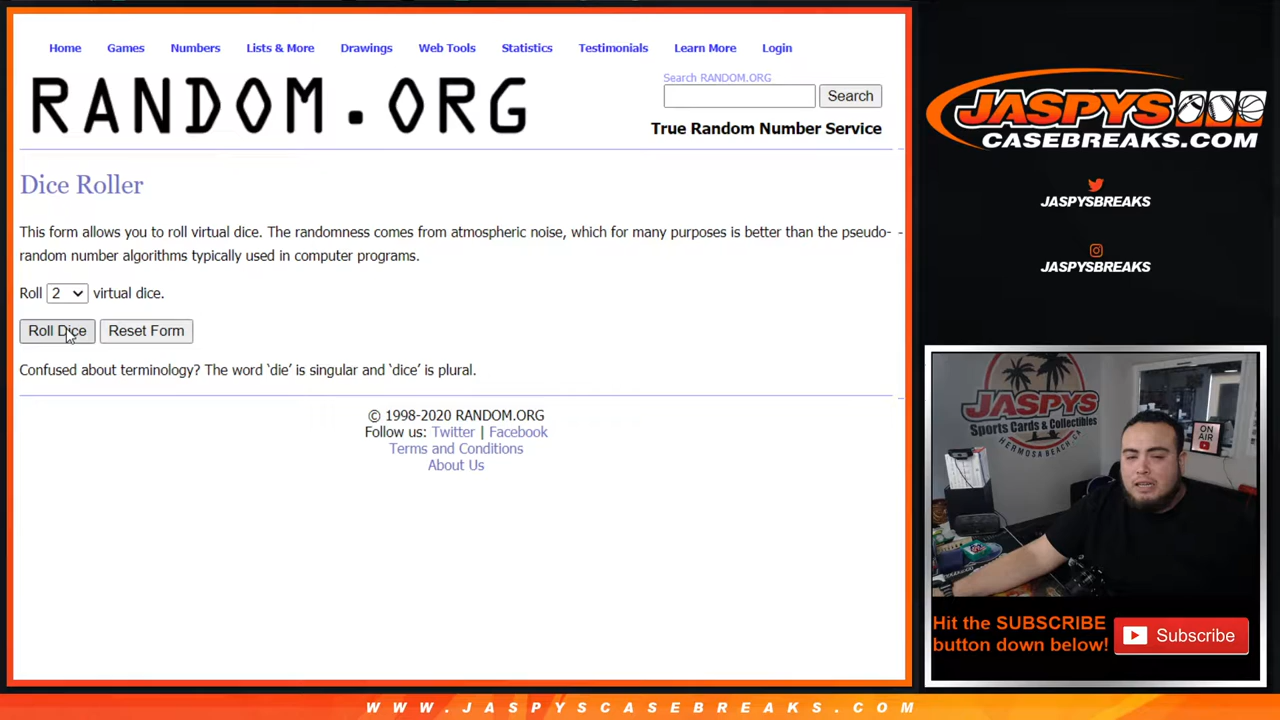 Home Games Numbers Lists & More Drawings Web Tools Statistics Testimonials Learn More Login
RANDOM.ORG
Search RANDOM.ORG
Search
True Random Number Service
Dice Roller
This form allows you to roll virtual dice. The randomness comes from atmospheric noise, which for many purposes is better than the pseudo-
random number algorithms typically used in computer programs.
Roll 2 virtual dice.
Roll Dice Reset Form
Confused about terminology? The word ‘die’ is singular and ‘dice’ is plural.
© 1998-2020 RANDOM.ORG
Follow us: Twitter | Facebook
Terms and Conditions
About Us
JASPYS
CASEBREAKS.COM
JASPYSBREAKS
JASPYSBREAKS
JASPYS
Sports Cards & Collectibles
HERMOSA BEACH, CA
ON
AIR
Hit the SUBSCRIBE
button down below!
Subscribe
WWW.JASPYSCASEBREAKS.COM